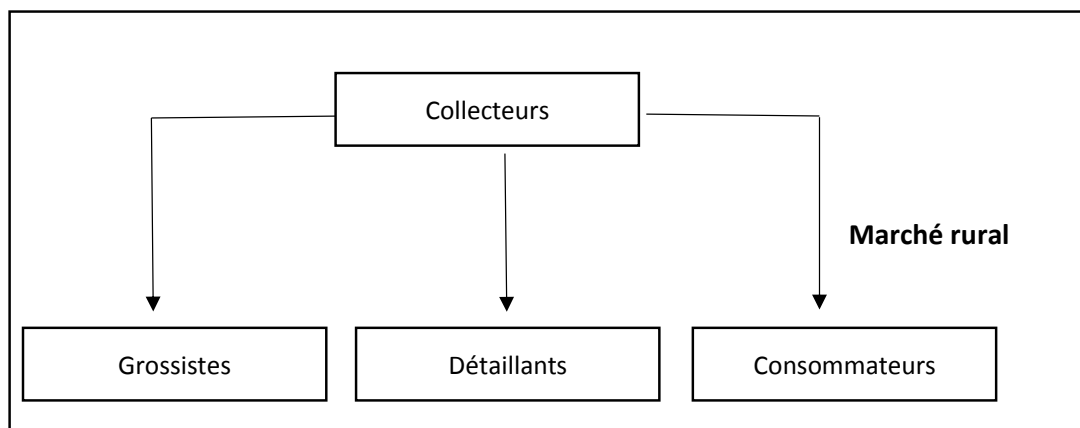 Collecteurs
Marché rural
Grossistes
Détaillants
Consommateurs